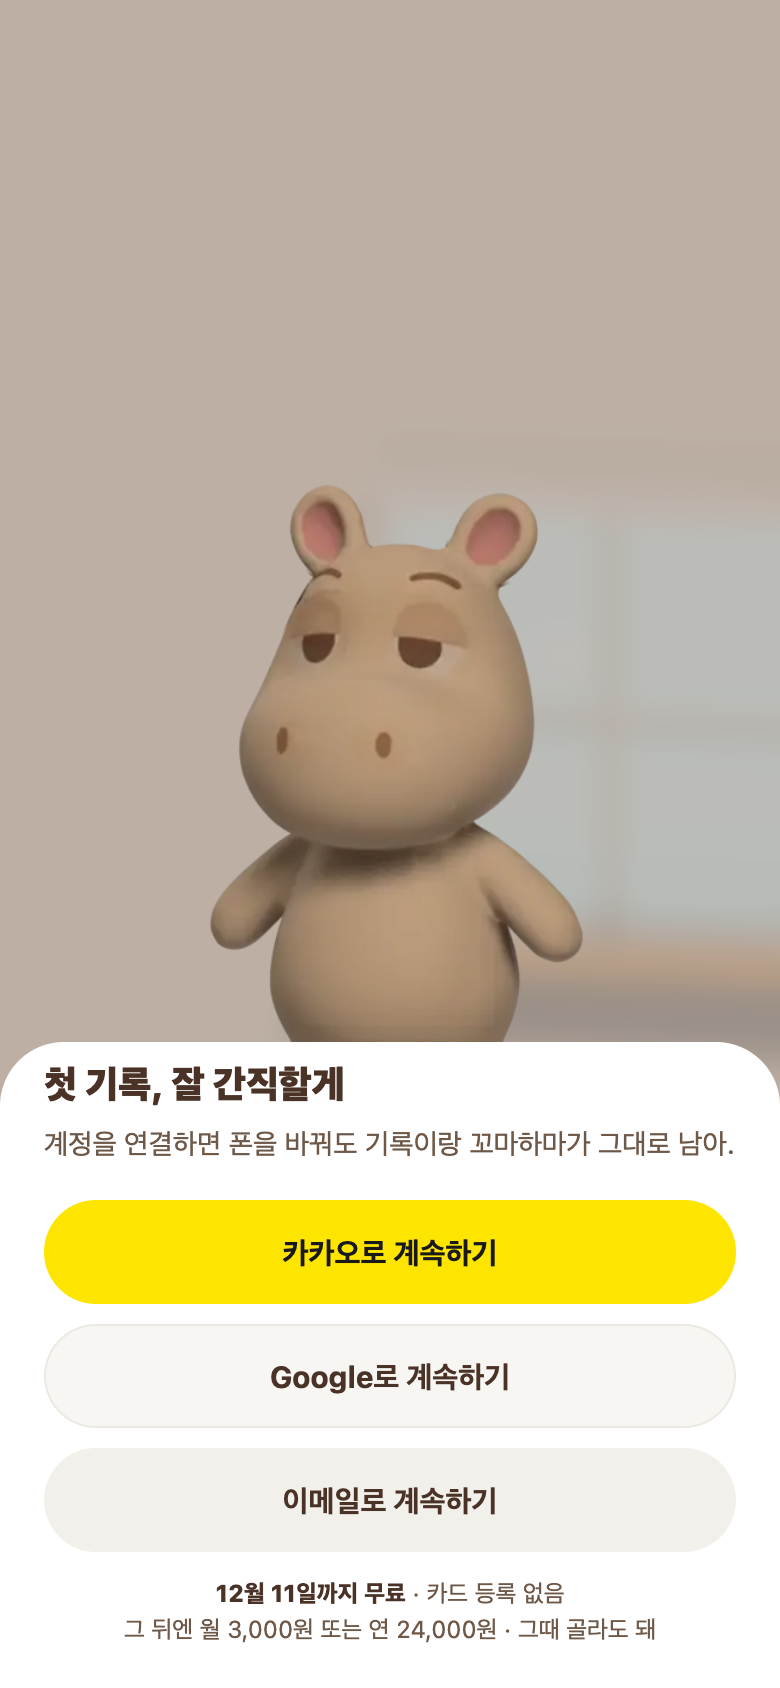 첫 기록, 잘 간직할게
계정을 연결하면 폰을 바꿔도 기록이랑 꼬마하마가 그대로 남아.
카카오로 계속하기
Google로 계속하기
이메일로 계속하기
12월 11일까지 무료 · 카드 등록 없음
그 뒤엔 월 3,000원 또는 연 24,000원 · 그때 골라도 돼